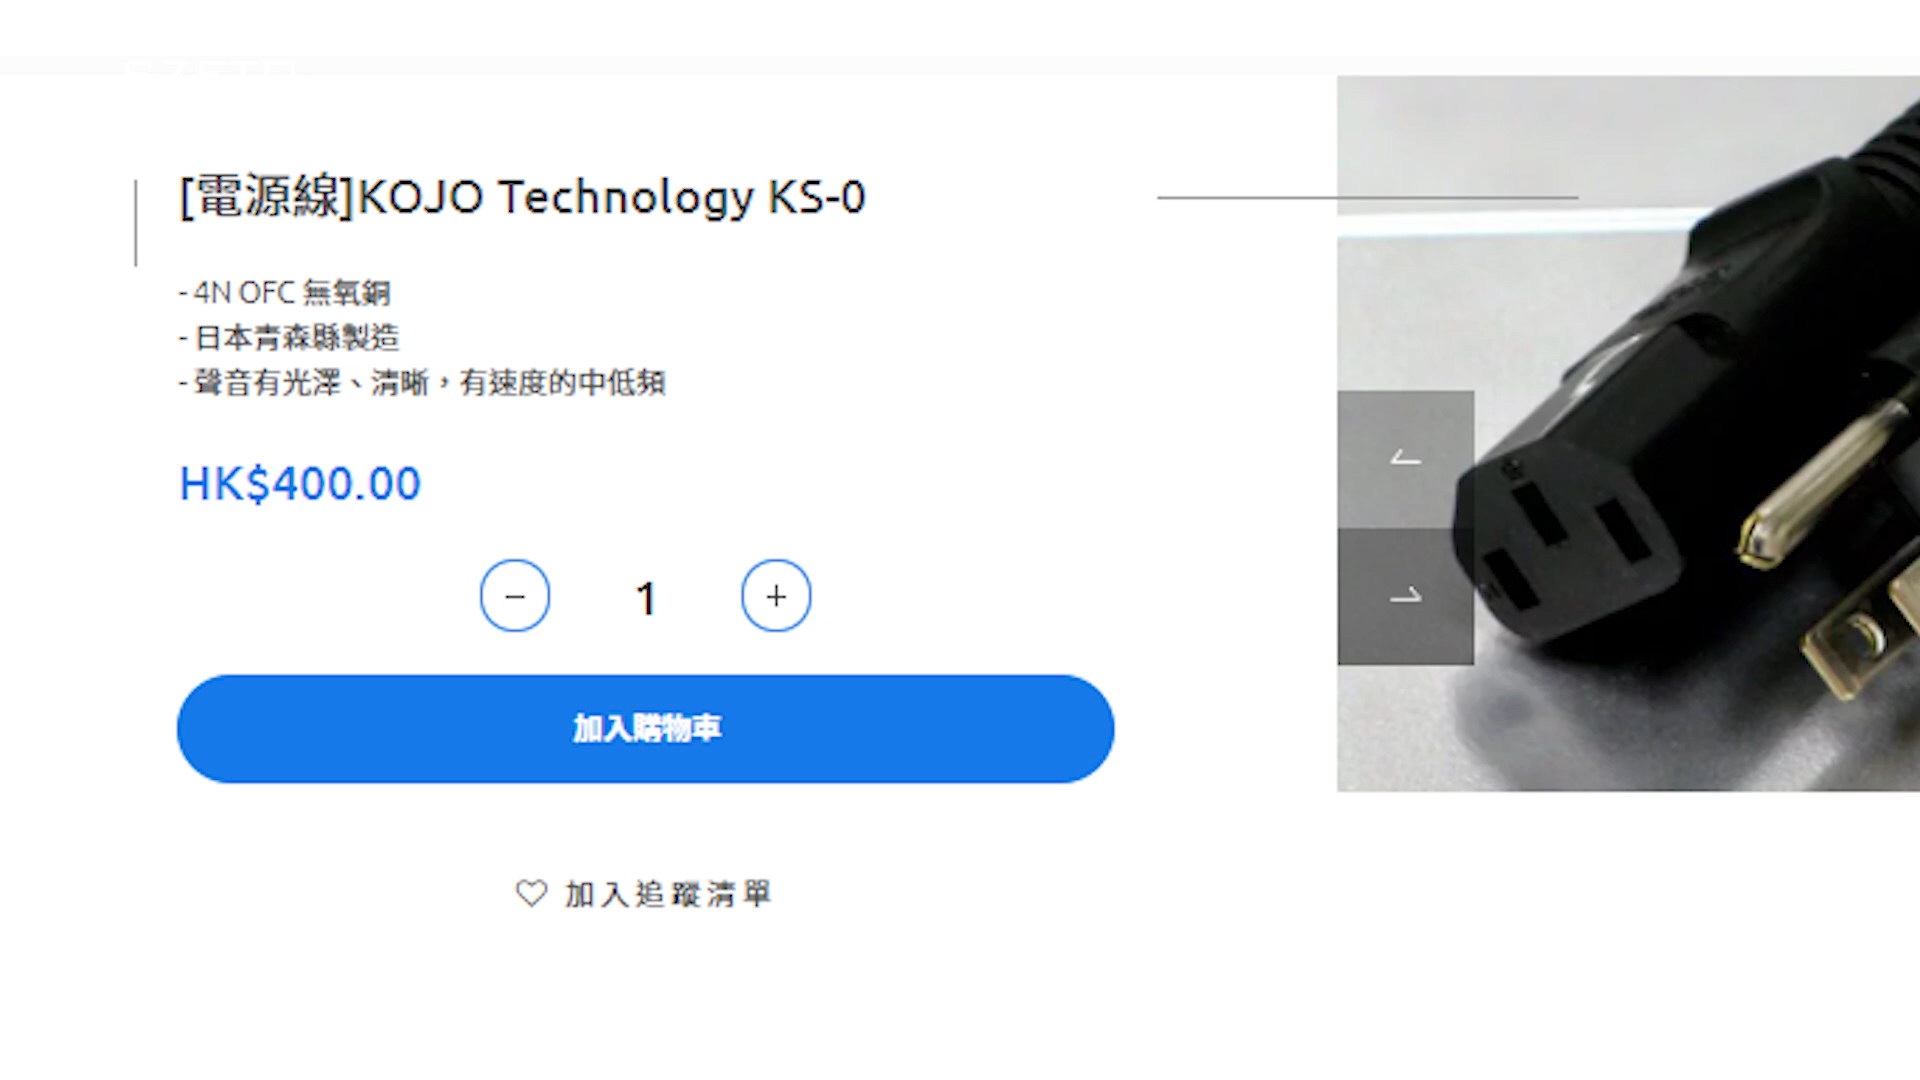 [電源線]KOJO Technology KS-0
- 4N OFC 無氧銅
- 日本青森縣製造
- 聲音有光澤、清晰，有速度的中低頻
HK$400.00
− 1 +
加入購物車
加入追蹤清單